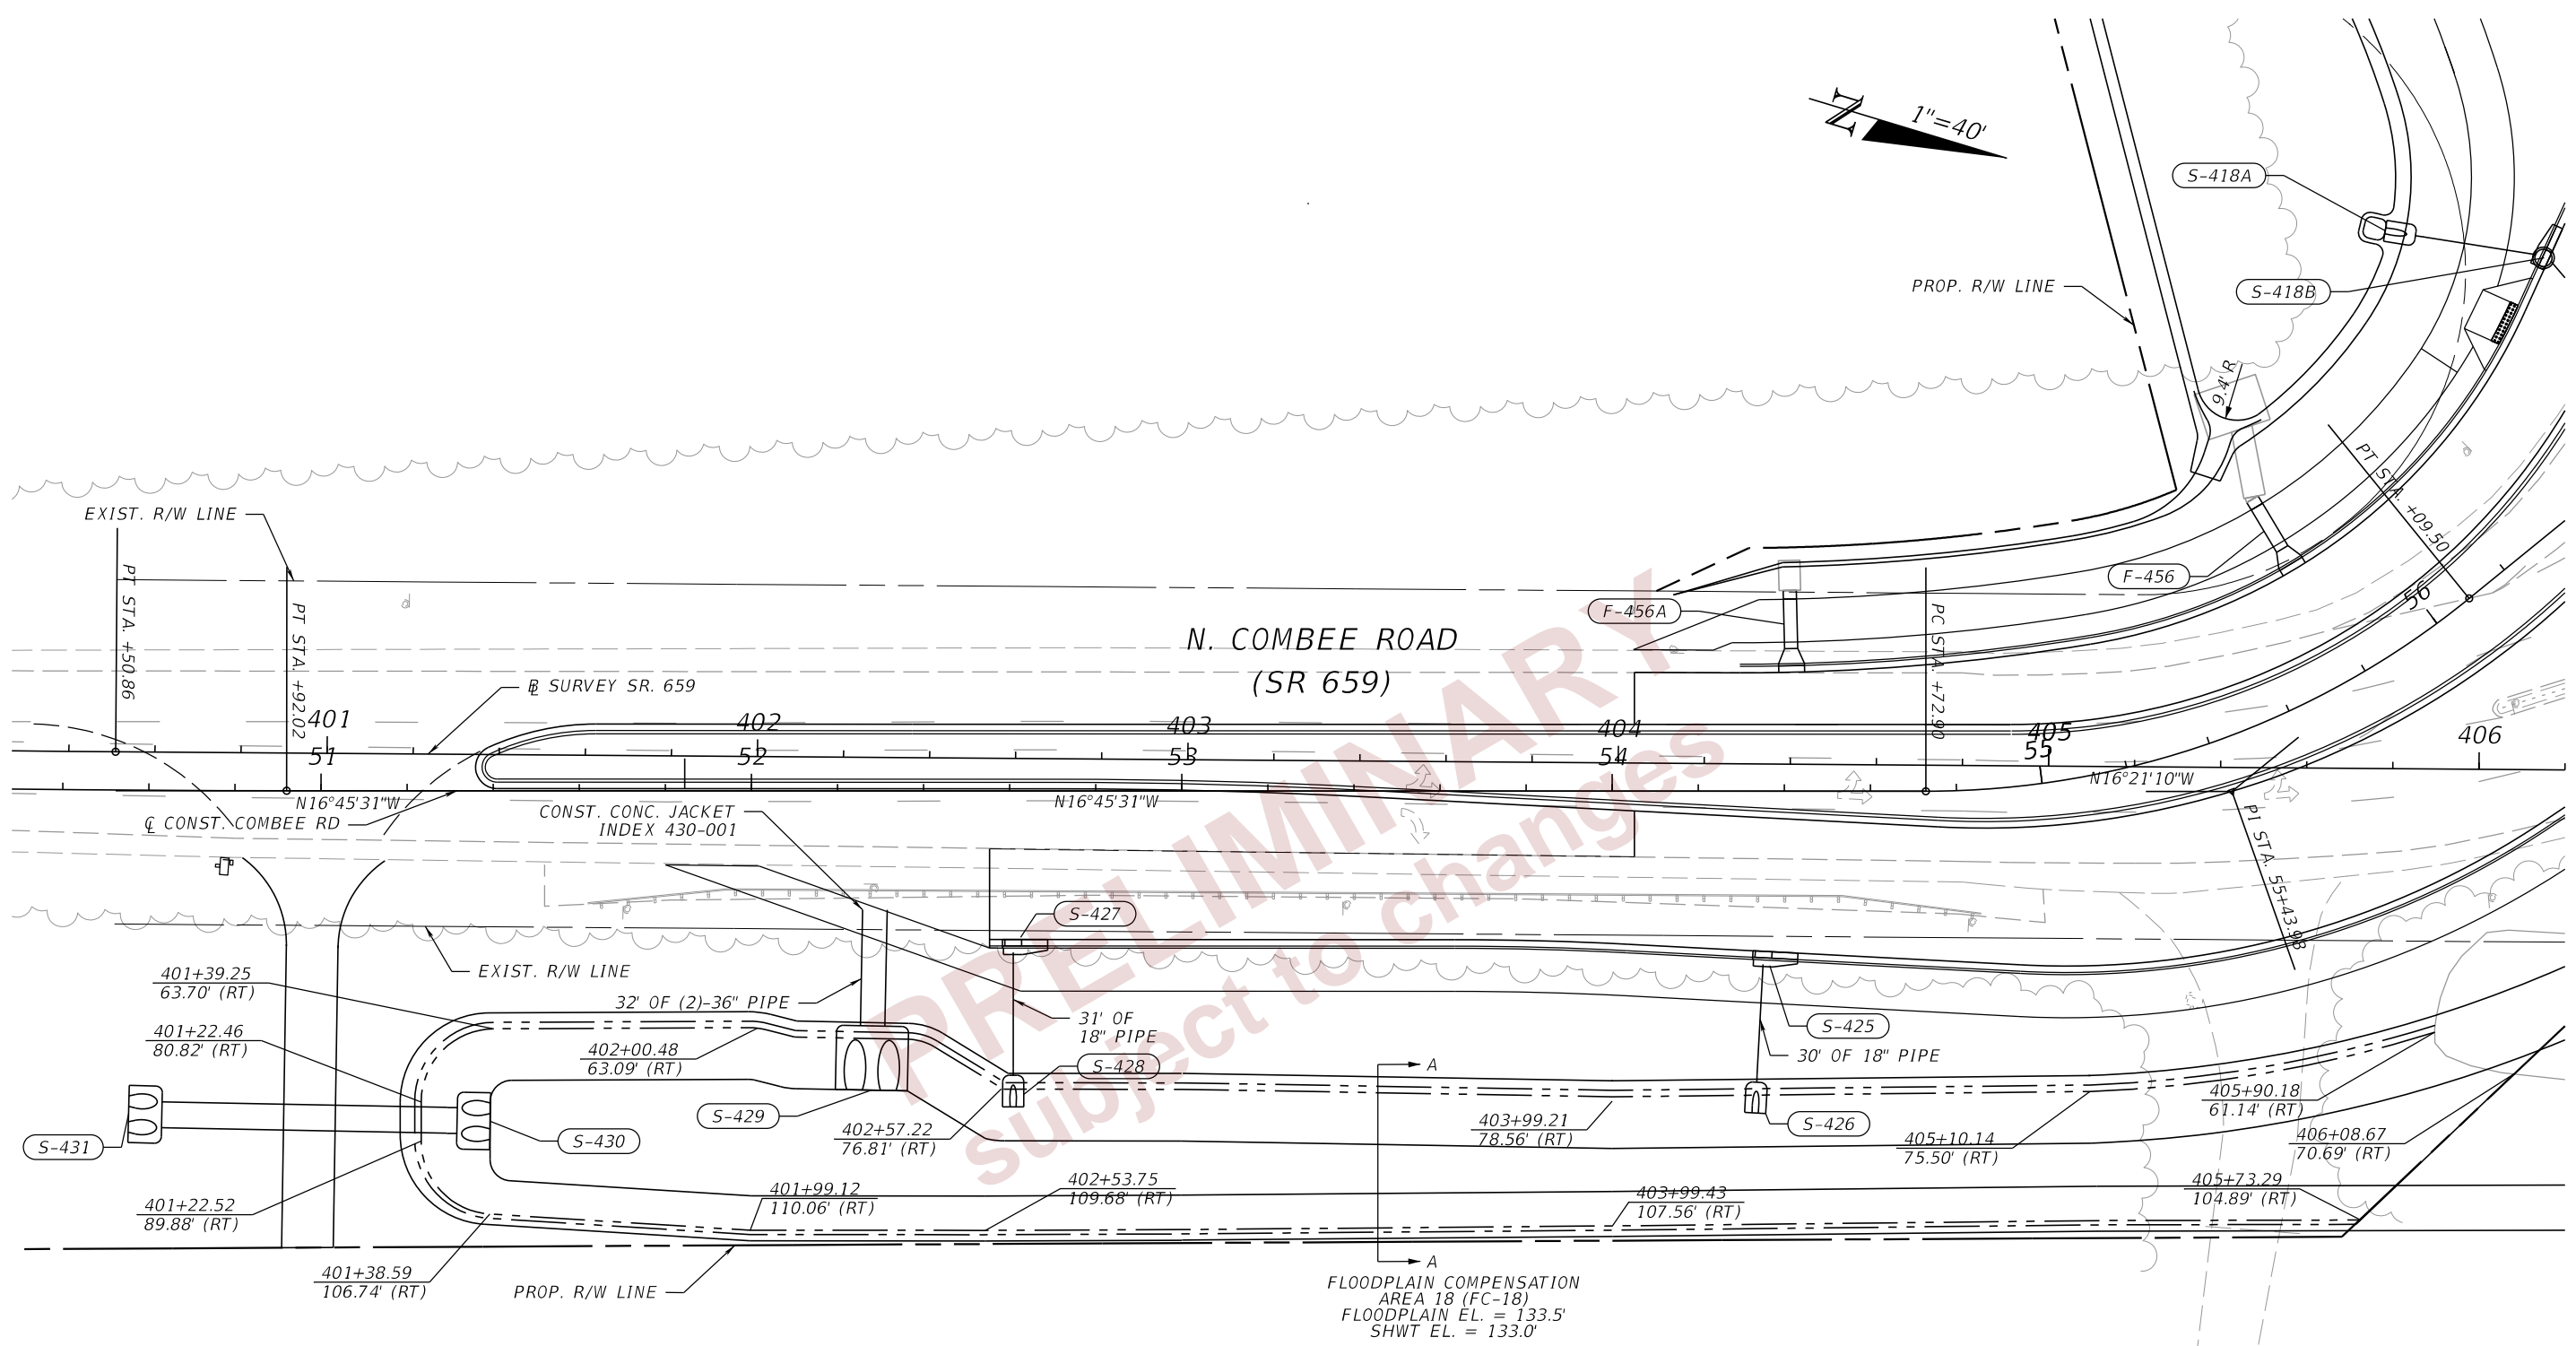 N
1"=40'
S-418A
S-418B
PROP. R/W LINE
9.4' R
PT STA. +09.50
EXIST. R/W LINE
PT STA. +50.86
PT STA. +92.02
F-456
F-456A
56
N. COMBEE ROAD
(SR 659)
PC STA. +72.90
B SURVEY SR. 659
401
402
403
404
405
406
51
52
53
54
55
N16°45'31"W
N16°45'31"W
N16°21'10"W
CONST. CONC. JACKET
INDEX 430-001
CONST. COMBEE RD
PI STA. 55+43.98
S-427
EXIST. R/W LINE
401+39.25
63.70' (RT)
32' OF (2)-36" PIPE
31' OF
18" PIPE
S-425
401+22.46
80.82' (RT)
402+00.48
63.09' (RT)
30' OF 18" PIPE
S-428
A
405+90.18
61.14' (RT)
S-429
S-426
S-431
S-430
402+57.22
76.81' (RT)
403+99.21
78.56' (RT)
405+10.14
75.50' (RT)
406+08.67
70.69' (RT)
401+22.52
89.88' (RT)
401+99.12
110.06' (RT)
402+53.75
109.68' (RT)
403+99.43
107.56' (RT)
405+73.29
104.89' (RT)
401+38.59
106.74' (RT)
PROP. R/W LINE
A
FLOODPLAIN COMPENSATION
AREA 18 (FC-18)
FLOODPLAIN EL. = 133.5'
SHWT EL. = 133.0'
PRELIMINARY
subject to changes